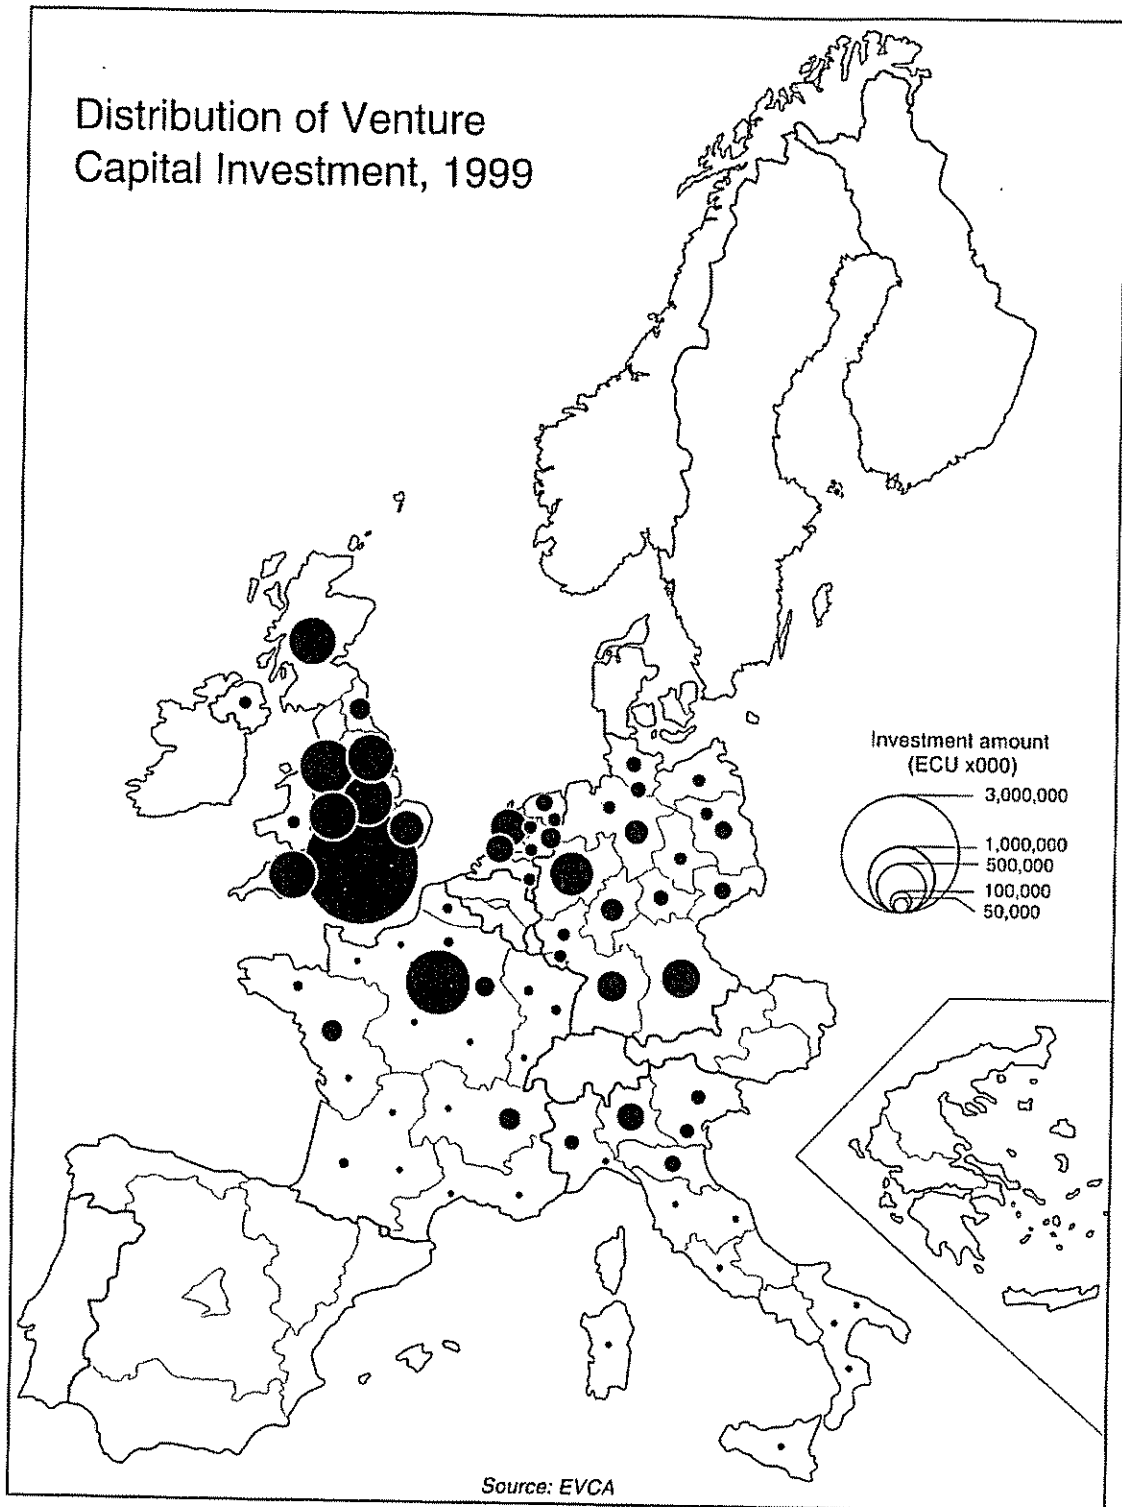 Distribution of Venture
Capital Investment, 1999
Investment amount
(ECU x000)
3,000,000
1,000,000
500,000
100,000
50,000
Source: EVCA